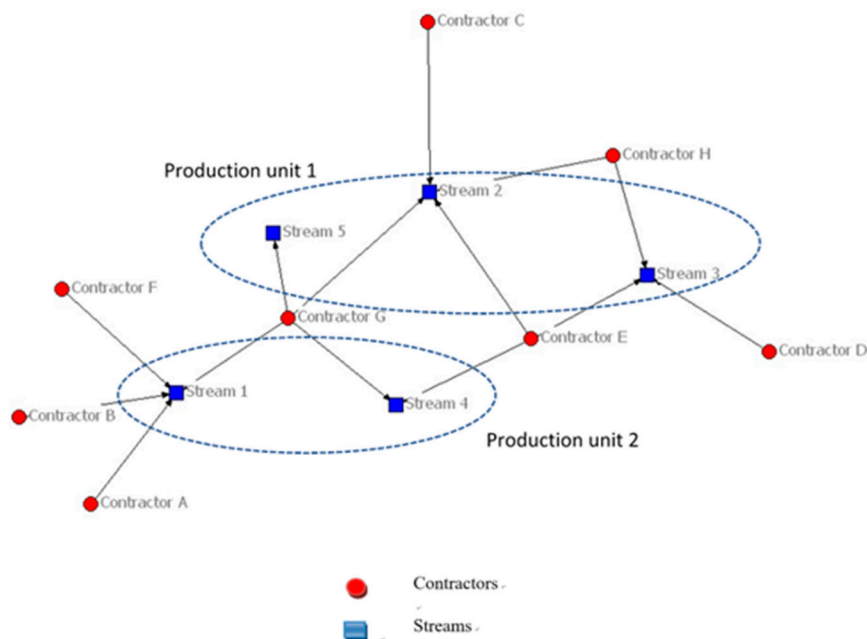 Contractor C
Contractor H
Production unit 1
Stream 2
Stream 5
Stream 3
Contractor F
Contractor G
Contractor E
Contractor D
Stream 1
Stream 4
Contractor B
Production unit 2
Contractor A
Contractors
Streams